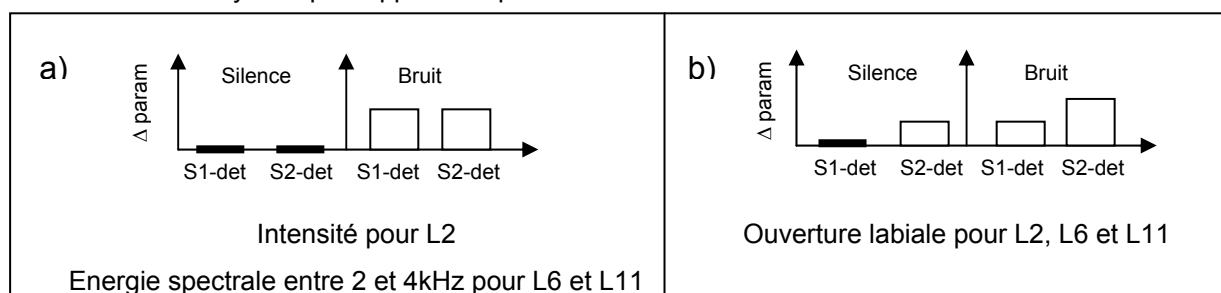 a)
Δ param
Silence
Bruit
S1-det S2-det S1-det S2-det
Intensité pour L2
Energie spectrale entre 2 et 4kHz pour L6 et L11
b)
Δ param
Silence
Bruit
S1-det S2-det S1-det S2-det
Ouverture labiale pour L2, L6 et L11